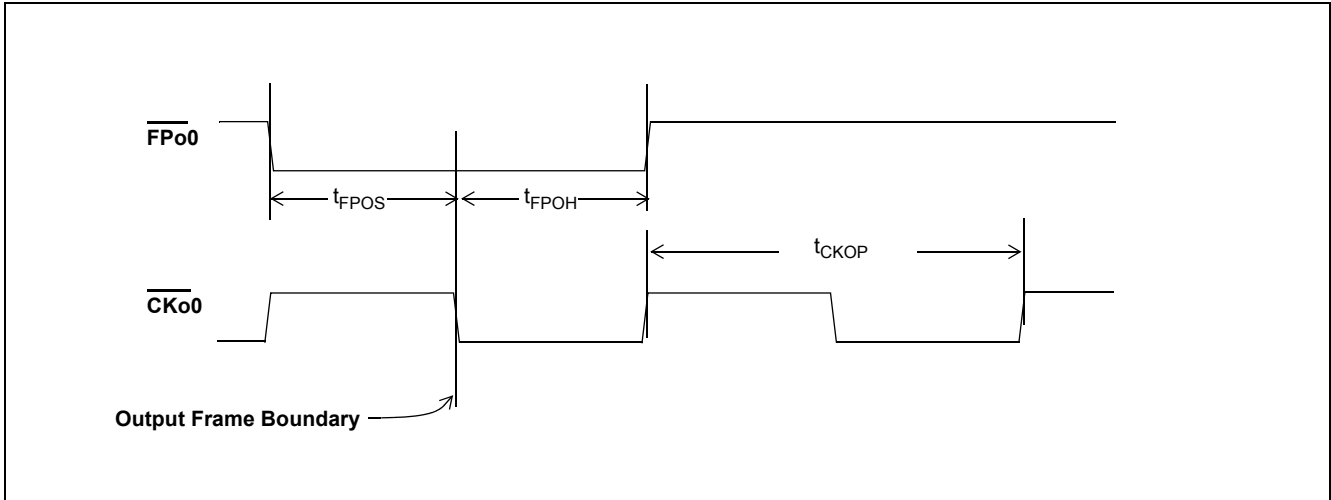 FPo0
tFPOS
tFPOH
tCKOP
CKo0
Output Frame Boundary